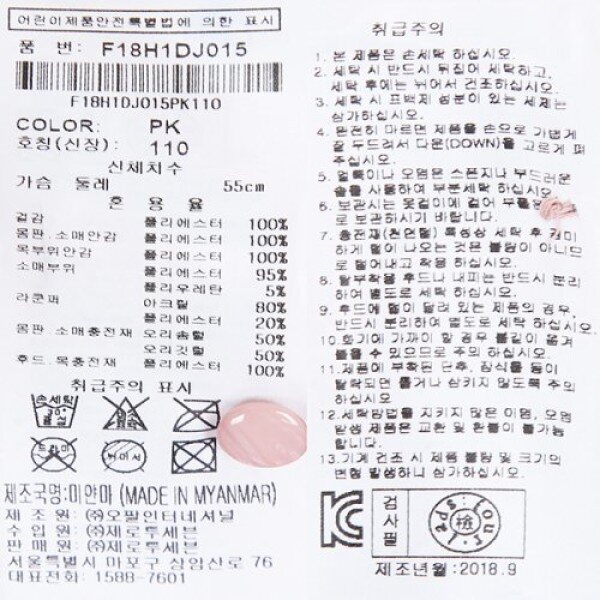 어린이제품안전특별법에 의한 표시
품 번: F18H1DJ015
F18H1DJ015PK110
COLOR: PK
호칭(신장): 110
신체치수
가슴 둘레 55cm
혼 용 율
겉감 폴리에스터 100%
몸판.소매안감 폴리에스터 100%
목부위안감 폴리에스터 100%
소매부위 폴리에스터 95%
폴리우레탄 5%
라쿤퍼 아크릴 80%
폴리에스터 20%
몸판 소매충전재 오리솜털 50%
오리깃털 50%
후드.목충전재 폴리에스터 100%
취급주의 표시
손세탁
30°
중성
드라이
뉘어서
제조국명:미얀마 (MADE IN MYANMAR)
제 조 원 : ㈜오팔인터네셔널
수 입 원 : ㈜제로투세븐
판 매 원 : ㈜제로투세븐
서울특별시 마포구 상암산로 76
대표전화: 1588-7601
취급주의
1. 본 제품은 손세탁 하십시오.
2. 세탁 시 반드시 뒤집어 세탁하고,
세탁 후에는 뉘어서 건조하십시오.
3. 세탁 시 표백제 성분이 있는 세제는
삼가하십시오.
4. 완전히 마르면 제품을 손으로 가볍게
잘 두드려서 다운(DOWN)을 고르게 펴
주십시오.
5. 얼룩이나 오염은 스폰지나 부드러운
솔을 사용하여 부분세탁 하십시오.
6. 보관시는 옷걸이에 걸어
로 보관하시기 바랍니다.
7. 충전재(천연털) 특성상 세탁 후
하게 털이 나오는 것은 불량이 아니므
로 털어내고 착용 하십시오.
8. 탈부착용 후드나 내피는 반드시 분리
하여 별도로 세탁 하십시오.
9. 후드에 털이 달려 있는 제품의 경우,
반드시 분리하여 별도로 세탁하십시오.
10.화기에 가까이 할 경우 불길이 옮겨
붙을 수 있으므로 주의 하십시오.
11.제품에 부착된 단추, 장식물 등이
탈락되면 물거나 삼키지 않도록 주의
하십시오.
12.세탁방법을 지키지 않은 이염, 오염
발생 제품은 교환 및 환불이 불가능
합니다.
13.기계 건조 시 제품 불량 및 크기의
변형 발생하니 삼가하십시오.
KC
검사필
檢
제조년월 : 2018.9